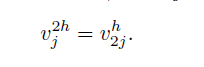 $v_j^{2h} = v_{2j}^h.$